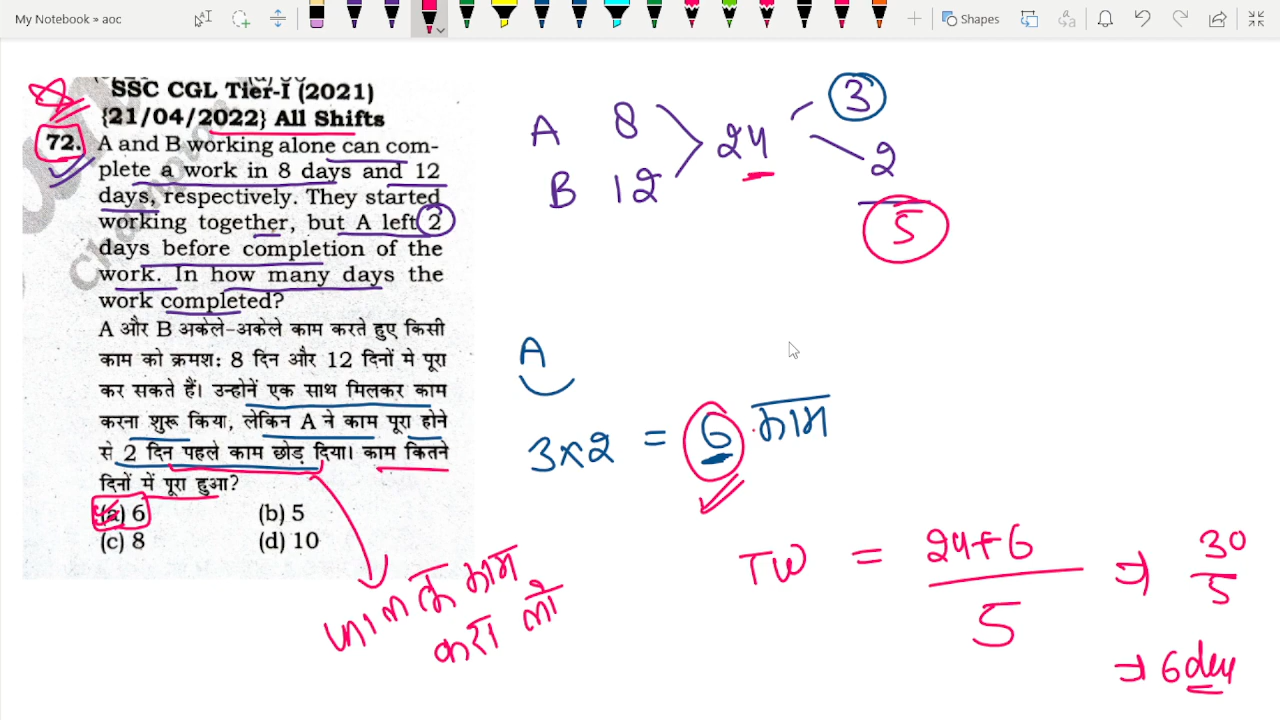 My Notebook » aoc
Shapes
SSC CGL Tier-I (2021)
{21/04/2022} All Shifts
72. A and B working alone can com-
plete a work in 8 days and 12
days, respectively. They started
working together, but A left 2
days before completion of the
work. In how many days the
work completed?
A और B अकेले-अकेले काम करते हुए किसी
काम को क्रमश: 8 दिन और 12 दिनों मे पूरा
कर सकते हैं। उन्होनें एक साथ मिलकर काम
करना शुरू किया, लेकिन A ने काम पूरा होने
से 2 दिन पहले काम छोड़ दिया। काम कितने
दिनों में पूरा हुआ?
(a) 6 (b) 5
(c) 8 (d) 10
A 8
B 12
24
3
2
5
A
3×2 = 6 काम
TW = 24+6 / 5 ⇒ 30 / 5
⇒ 6 day
काम
करा लो